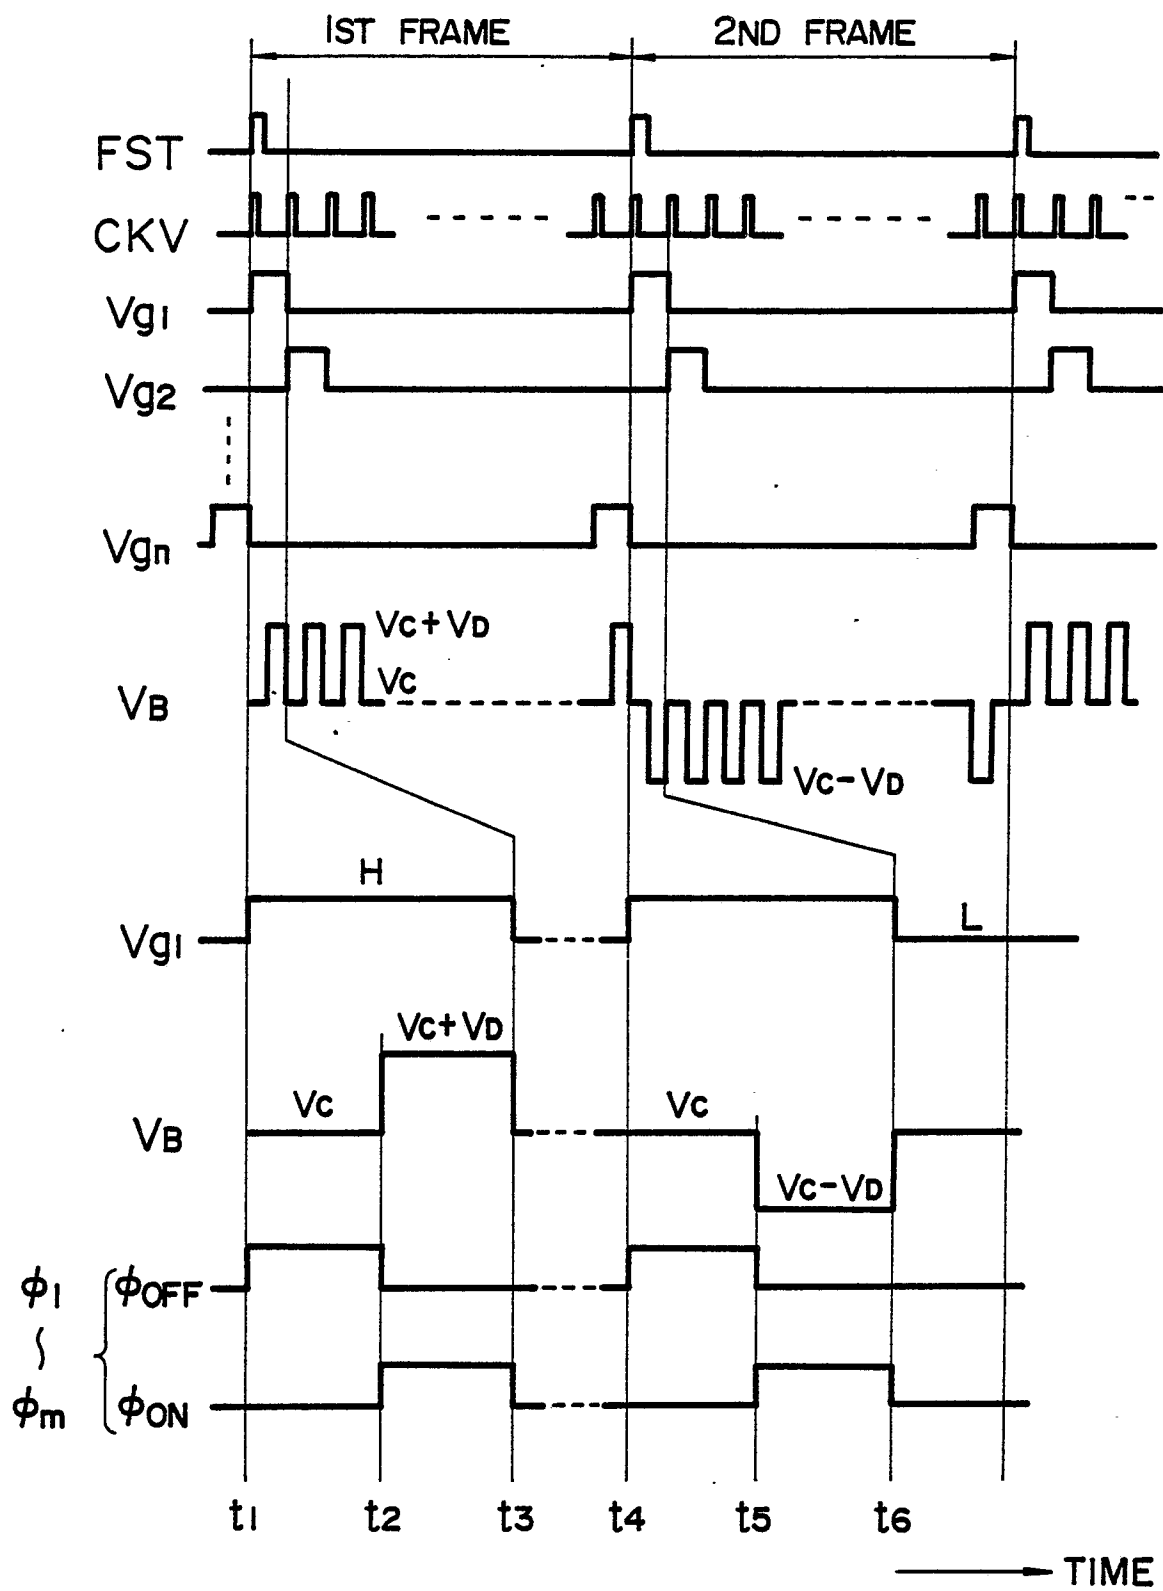 1ST FRAME 2ND FRAME
FST
CKV
Vg1
Vg2
Vgn
VC+VD
VC
VB
VC-VD
H
Vg1
L
VC+VD
VC VC
VB
VC-VD
ϕ1 ϕOFF
ϕm ϕON
t1 t2 t3 t4 t5 t6
TIME